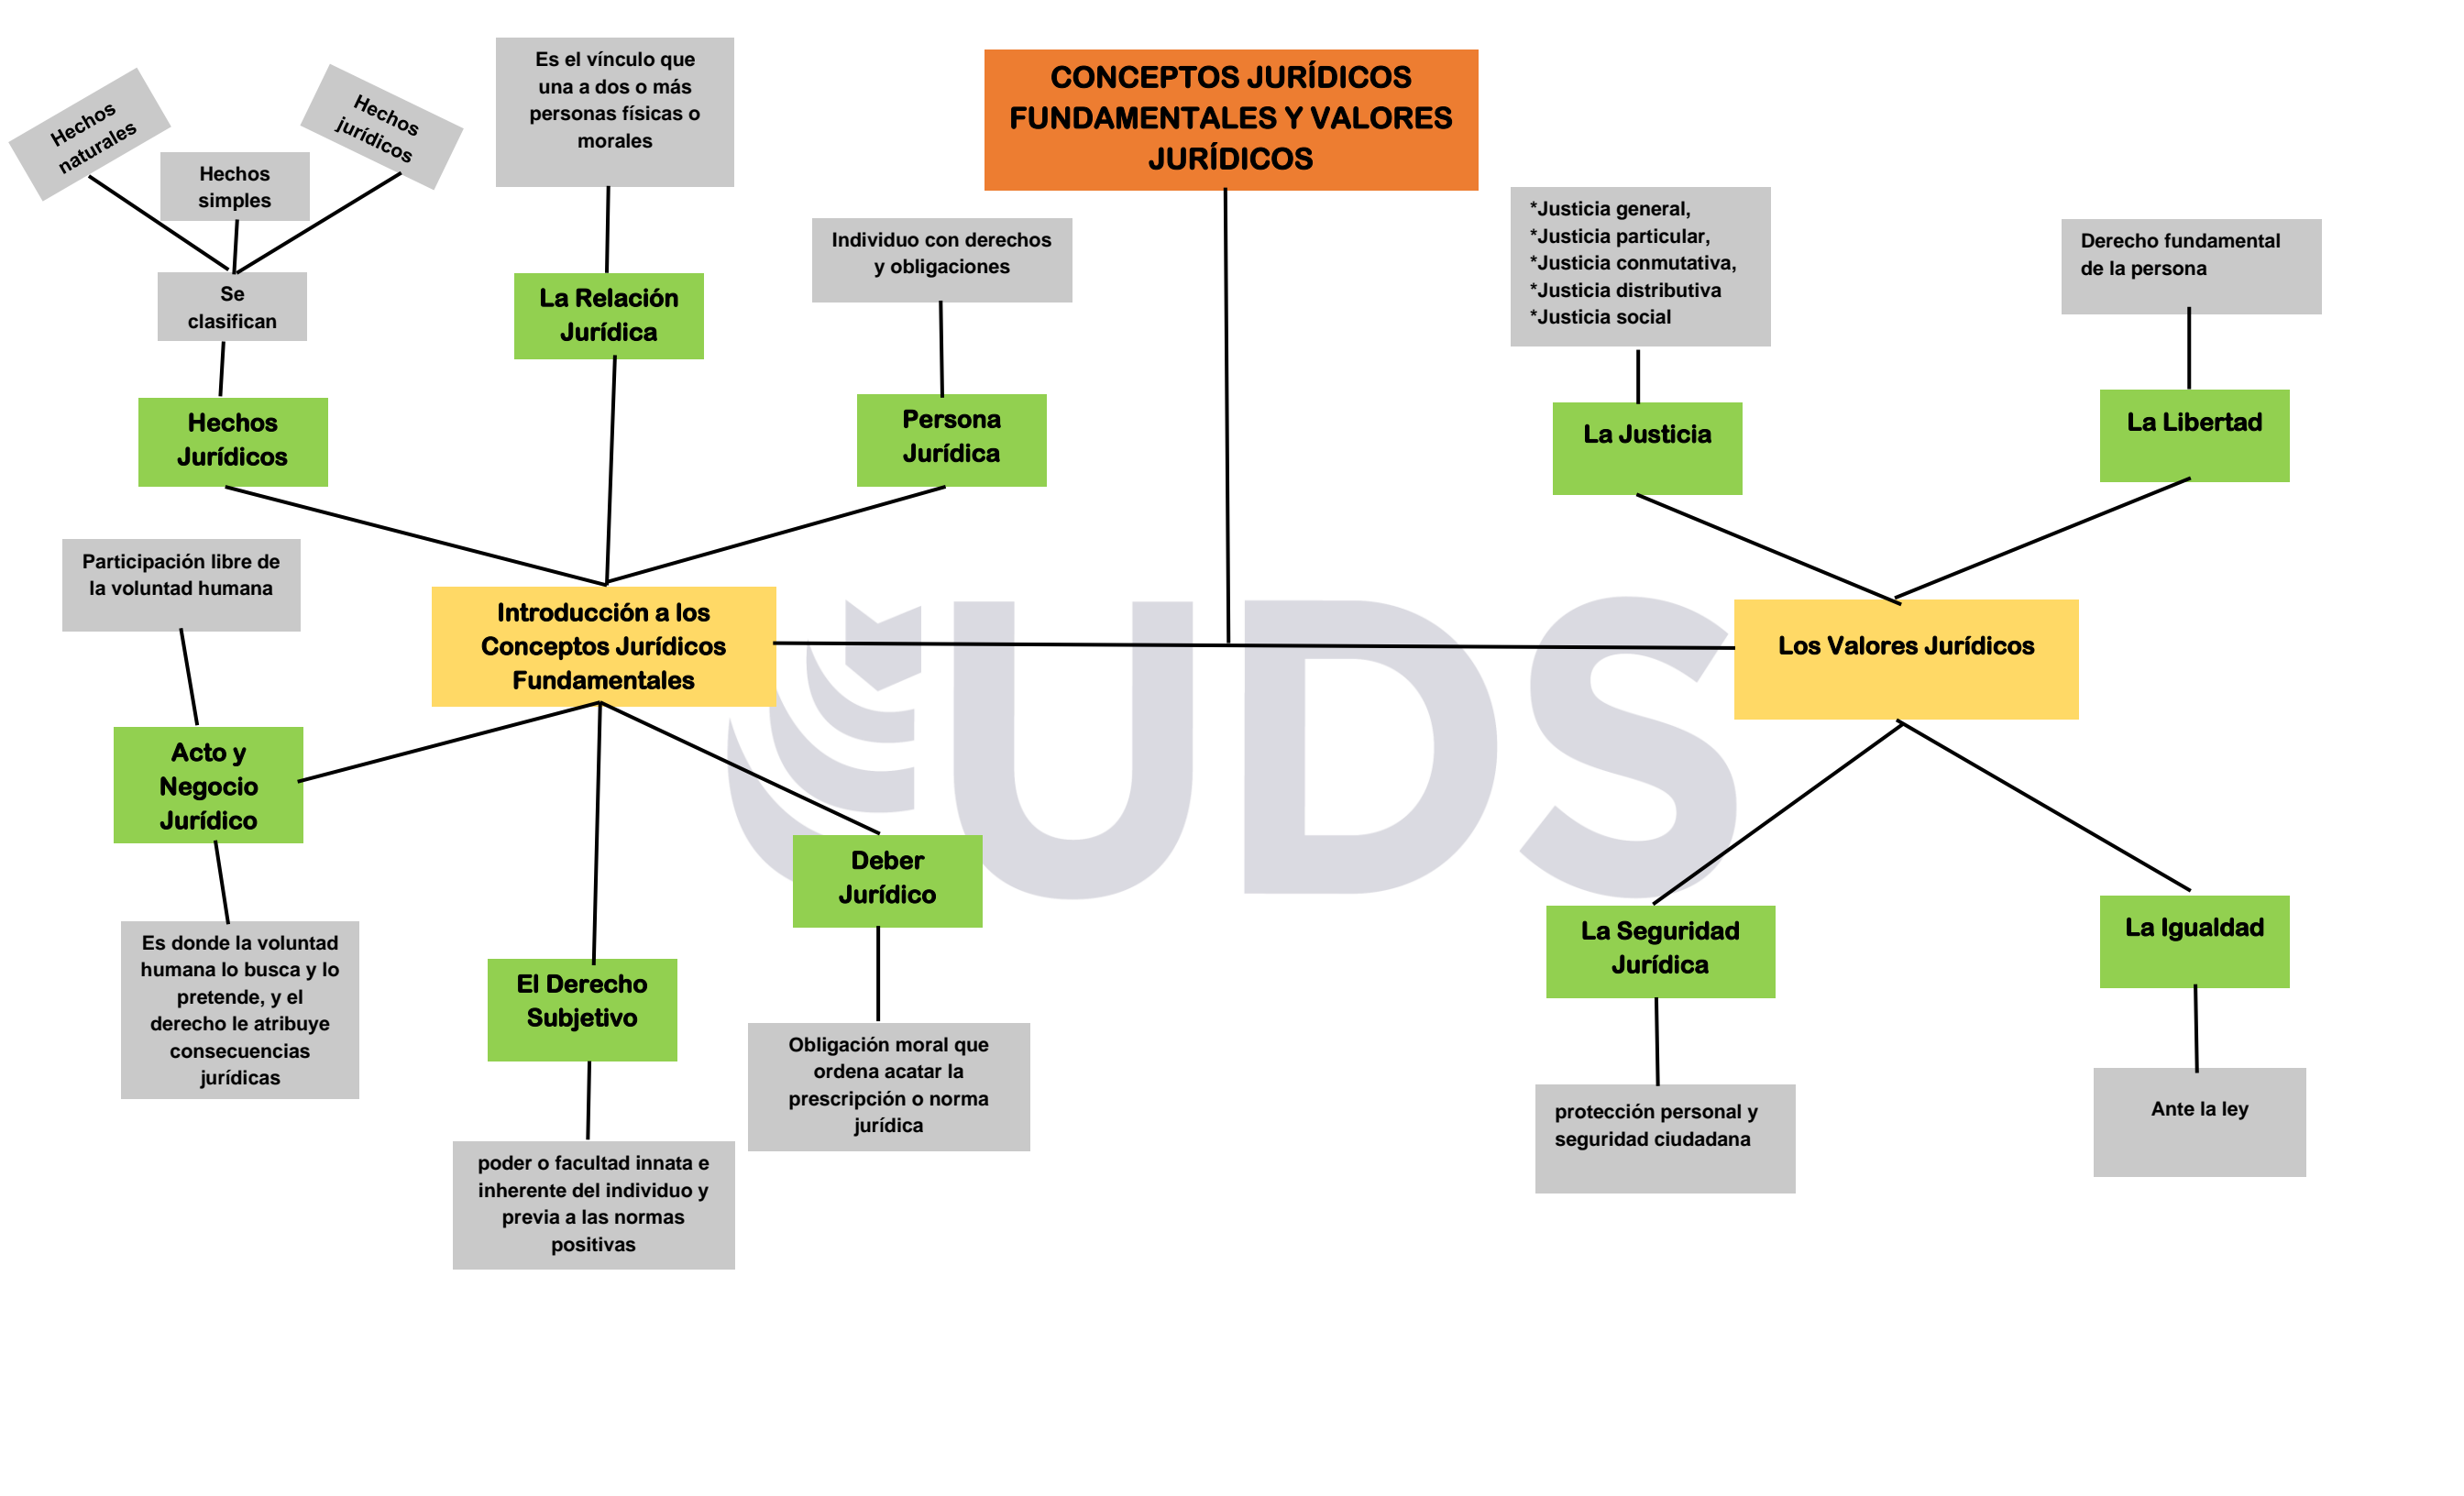 CONCEPTOS JURÍDICOS
FUNDAMENTALES Y VALORES
JURÍDICOS
Hechos
naturales
Hechos
simples
Hechos
jurídicos
Se
clasifican
Hechos
Jurídicos
Es el vínculo que
una a dos o más
personas físicas o
morales
La Relación
Jurídica
Individuo con derechos
y obligaciones
Persona
Jurídica
Introducción a los
Conceptos Jurídicos
Fundamentales
Participación libre de
la voluntad humana
Acto y
Negocio
Jurídico
Es donde la voluntad
humana lo busca y lo
pretende, y el
derecho le atribuye
consecuencias
jurídicas
El Derecho
Subjetivo
poder o facultad innata e
inherente del individuo y
previa a las normas
positivas
Deber
Jurídico
Obligación moral que
ordena acatar la
prescripción o norma
jurídica
*Justicia general,
*Justicia particular,
*Justicia conmutativa,
*Justicia distributiva
*Justicia social
La Justicia
Derecho fundamental
de la persona
La Libertad
Los Valores Jurídicos
La Seguridad
Jurídica
protección personal y
seguridad ciudadana
La Igualdad
Ante la ley
UDS